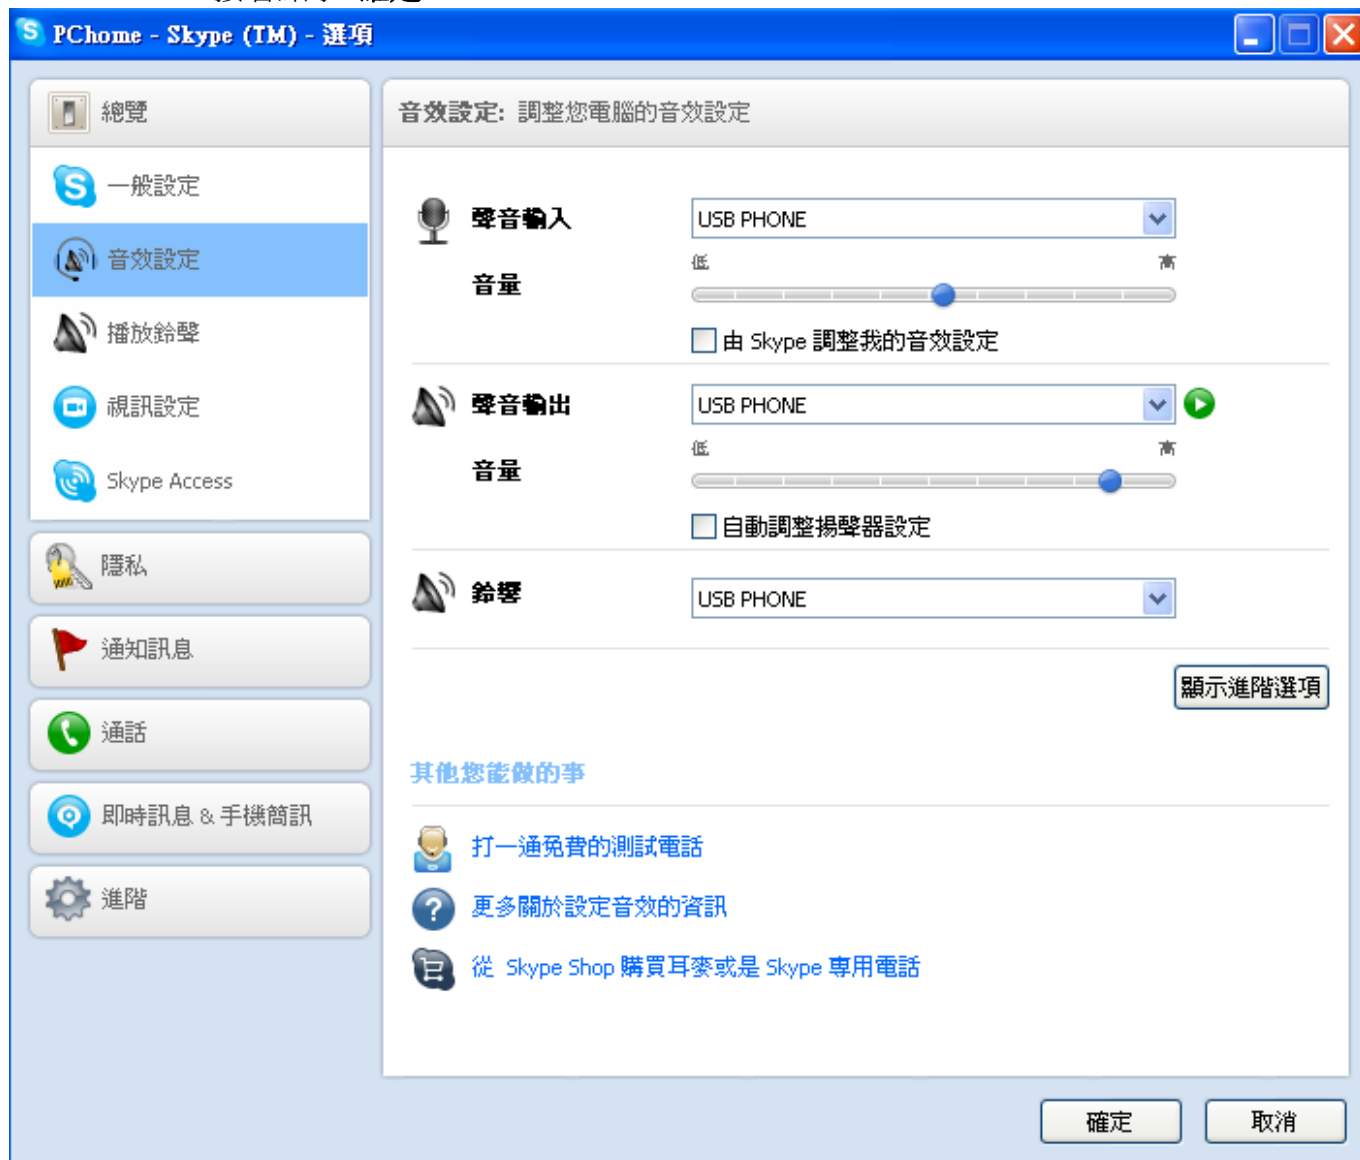 PChome - Skype (TM) - 選項
總覽
一般設定
音效設定
播放鈴聲
視訊設定
Skype Access
隱私
通知訊息
通話
即時訊息 & 手機簡訊
進階
音效設定: 調整您電腦的音效設定
聲音輸入
USB PHONE
低 高
音量
由 Skype 調整我的音效設定
聲音輸出
USB PHONE
低 高
音量
自動調整揚聲器設定
鈴響
USB PHONE
顯示進階選項
其他您能做的事
打一通免費的測試電話
更多關於設定音效的資訊
從 Skype Shop 購買耳麥或是 Skype 專用電話
確定 取消